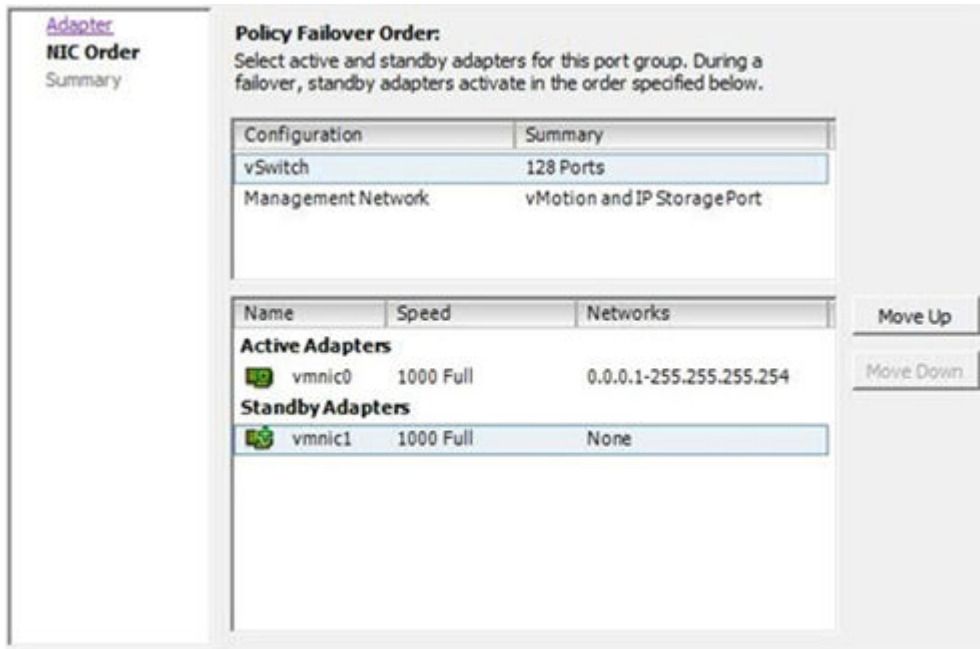 Adapter
NIC Order
Summary
Policy Failover Order:
Select active and standby adapters for this port group. During a
failover, standby adapters activate in the order specified below.
Configuration Summary
vSwitch 128 Ports
Management Network vMotion and IP StoragePort
Name Speed Networks
Active Adapters
vmnic0 1000 Full 0.0.0.1-255.255.255.254
Standby Adapters
vmnic1 1000 Full None
Move Up
Move Down